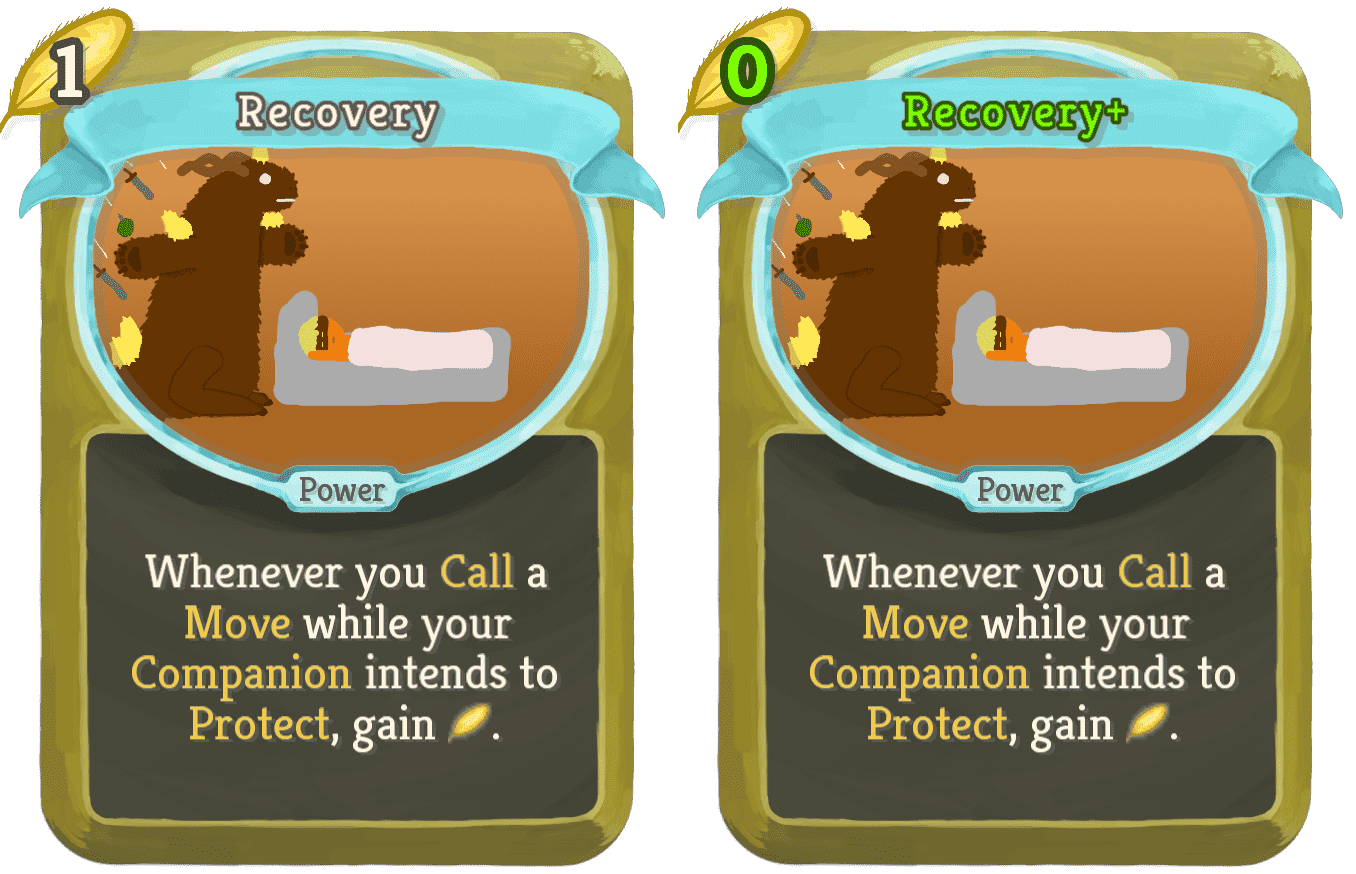 1
Recovery
Power
Whenever you Call a
Move while your
Companion intends to
Protect, gain .
0
Recovery+
Power
Whenever you Call a
Move while your
Companion intends to
Protect, gain .